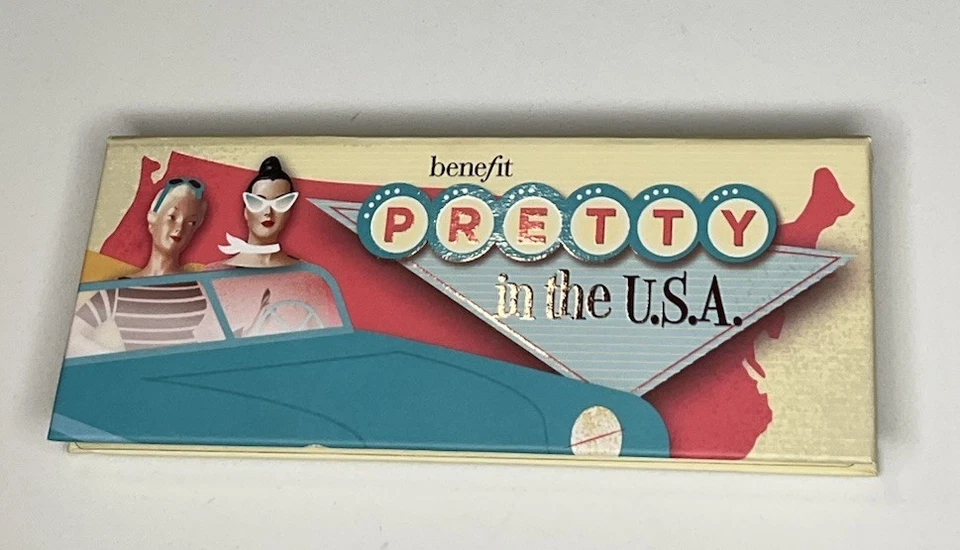 benefit
PRETTY
in the U.S.A.